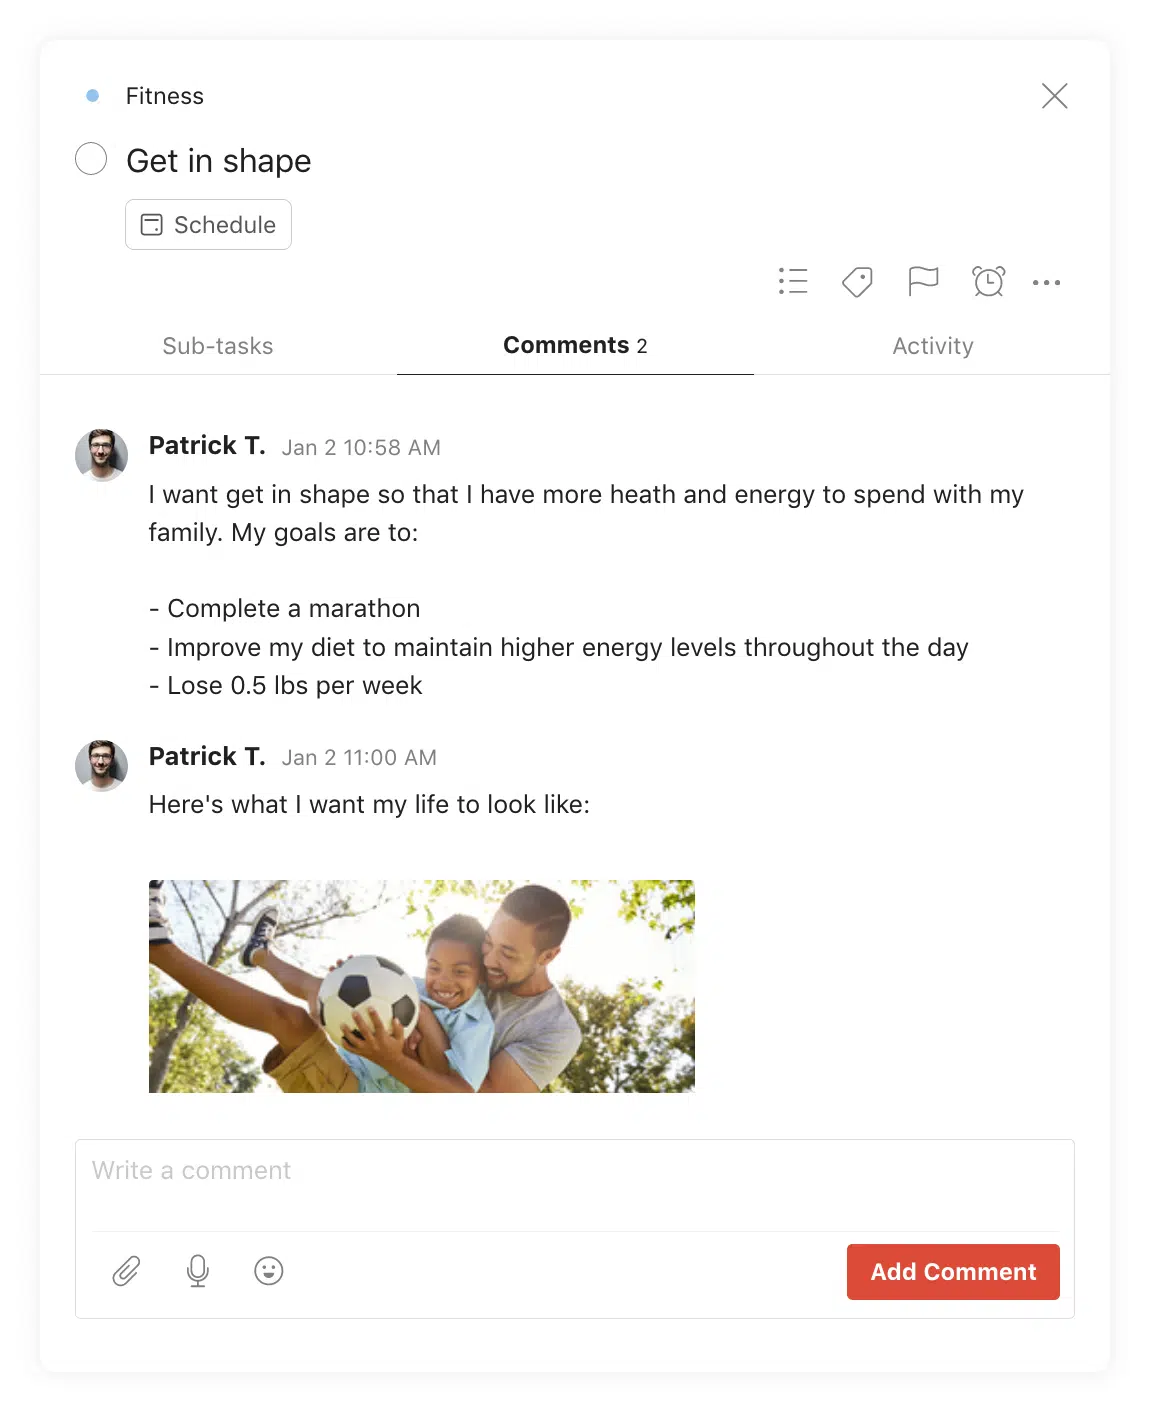 Fitness
Get in shape
Schedule
Sub-tasks
Comments 2
Activity
Patrick T. Jan 2 10:58 AM
I want get in shape so that I have more heath and energy to spend with my
family. My goals are to:
- Complete a marathon
- Improve my diet to maintain higher energy levels throughout the day
- Lose 0.5 lbs per week
Patrick T. Jan 2 11:00 AM
Here's what I want my life to look like:
Write a comment
Add Comment